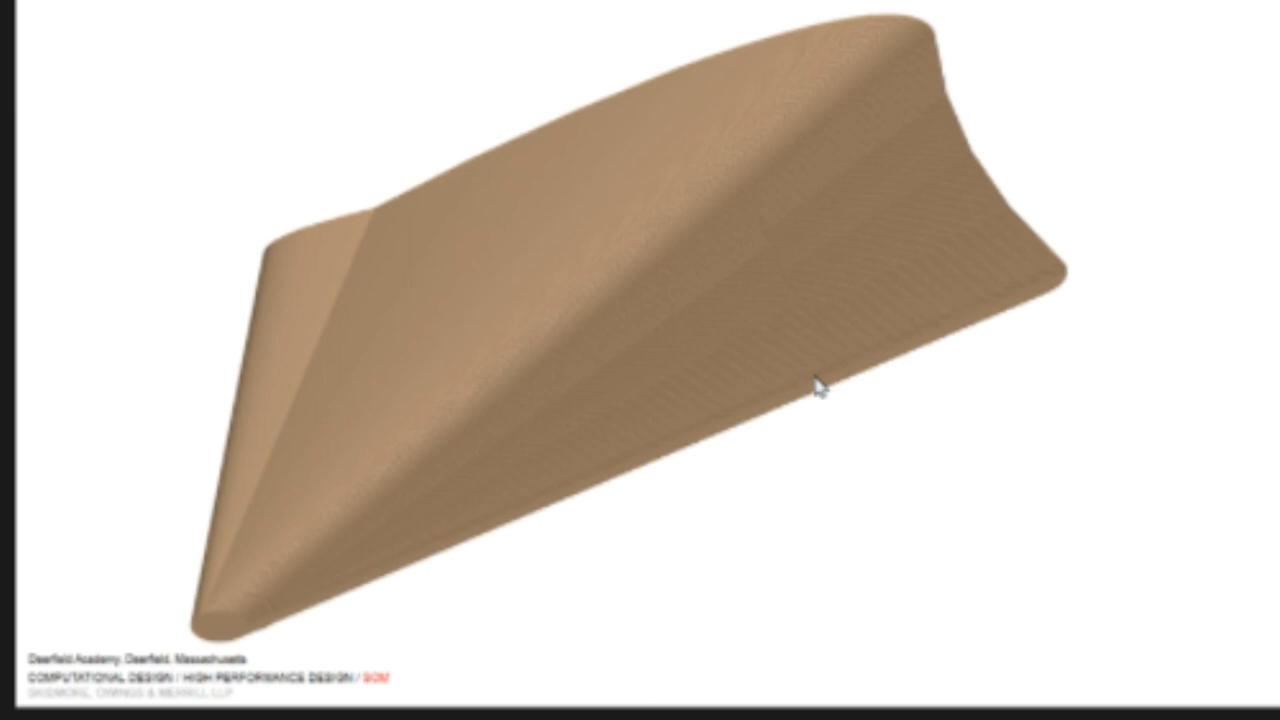 Deerfield Academy, Deerfield, Massachusetts
COMPUTATIONAL DESIGN / HIGH PERFORMANCE DESIGN / SOM
SKIDMORE, OWINGS & MERRILL LLP